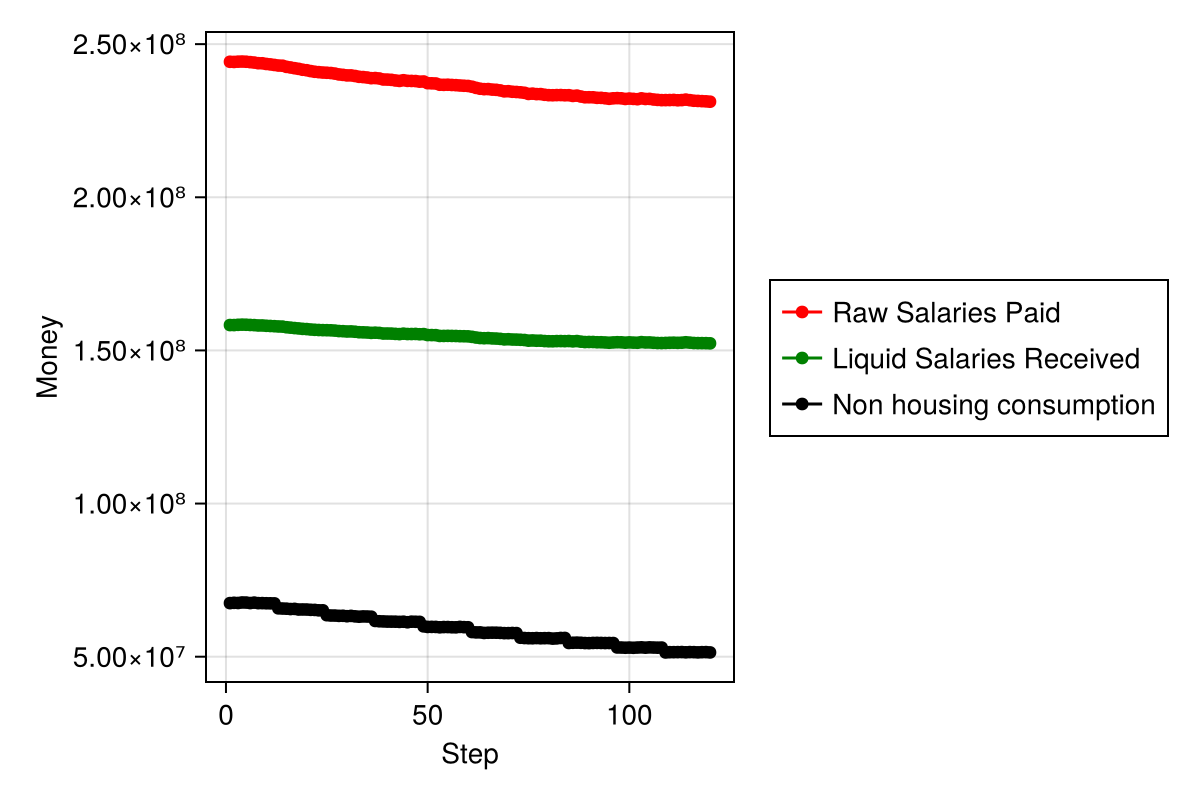 2.50×10⁸
2.00×10⁸
1.50×10⁸
1.00×10⁸
5.00×10⁷
Money
0 50 100
Step
Raw Salaries Paid
Liquid Salaries Received
Non housing consumption